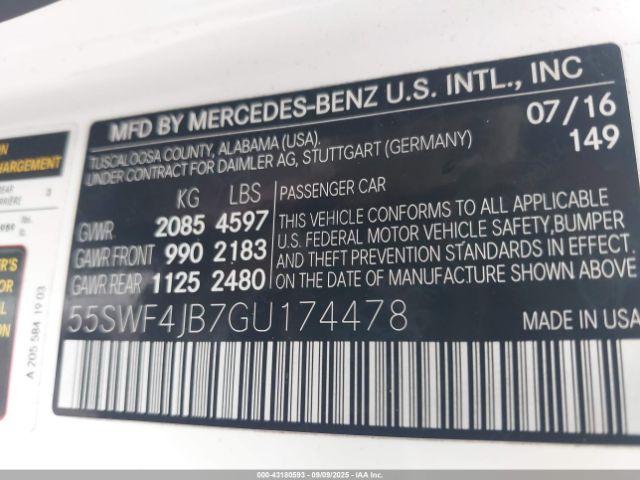 MFD BY MERCEDES-BENZ U.S. INTL., INC
TUSCALOOSA COUNTY, ALABAMA (USA).
UNDER CONTRACT FOR DAIMLER AG, STUTTGART (GERMANY)
07/16
149
KG LBS
GVWR 2085 4597
GAWR FRONT 990 2183
GAWR REAR 1125 2480
PASSENGER CAR
THIS VEHICLE CONFORMS TO ALL APPLICABLE
U.S. FEDERAL MOTOR VEHICLE SAFETY,BUMPER
AND THEFT PREVENTION STANDARDS IN EFFECT
ON THE DATE OF MANUFACTURE SHOWN ABOVE.
55SWF4JB7GU174478
MADE IN USA
A 205 584 19 03
000-43180593 - 09/09/2025 - IAAI.com